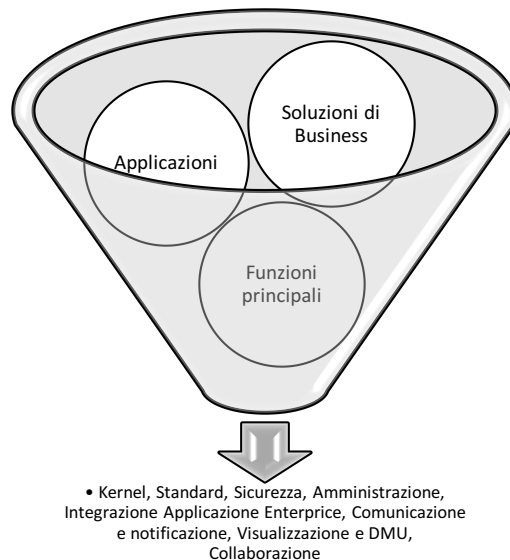 Soluzioni di
Business
Applicazioni
Funzioni
principali
• Kernel, Standard, Sicurezza, Amministrazione,
Integrazione Applicazione Enterprice, Comunicazione
e notificazione, Visualizzazione e DMU,
Collaborazione